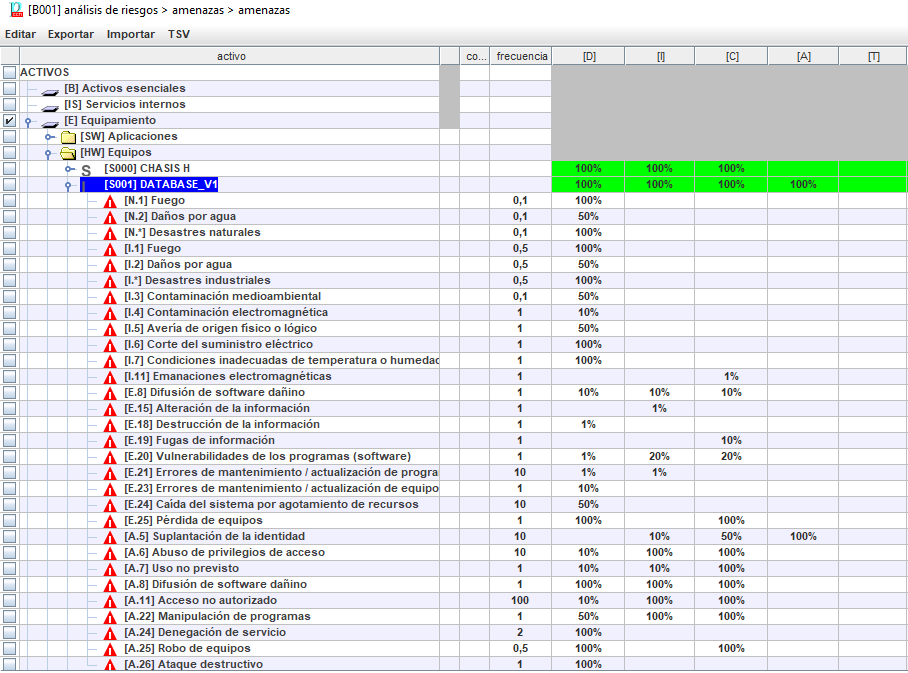 [B001] análisis de riesgos > amenazas > amenazas
Editar Exportar Importar TSV
activo co... frecuencia [D] [I] [C] [A] [T]
ACTIVOS
[B] Activos esenciales
[IS] Servicios internos
[E] Equipamiento
[SW] Aplicaciones
[HW] Equipos
S [S000] CHASIS H 100% 100% 100%
[S001] DATABASE_V1 100% 100% 100% 100%
[N.1] Fuego 0,1 100%
[N.2] Daños por agua 0,1 50%
[N.*] Desastres naturales 0,1 100%
[I.1] Fuego 0,5 100%
[I.2] Daños por agua 0,5 50%
[I.*] Desastres industriales 0,5 100%
[I.3] Contaminación medioambiental 0,1 50%
[I.4] Contaminación electromagnética 1 10%
[I.5] Avería de origen físico o lógico 1 50%
[I.6] Corte del suministro eléctrico 1 100%
[I.7] Condiciones inadecuadas de temperatura o humedad 1 100%
[I.11] Emanaciones electromagnéticas 1 1%
[E.8] Difusión de software dañino 1 10% 10% 10%
[E.15] Alteración de la información 1 1%
[E.18] Destrucción de la información 1 1%
[E.19] Fugas de información 1 10%
[E.20] Vulnerabilidades de los programas (software) 1 1% 20% 20%
[E.21] Errores de mantenimiento / actualización de progra 10 1% 1%
[E.23] Errores de mantenimiento / actualización de equipo 1 10%
[E.24] Caída del sistema por agotamiento de recursos 10 50%
[E.25] Pérdida de equipos 1 100% 100%
[A.5] Suplantación de la identidad 10 10% 50% 100%
[A.6] Abuso de privilegios de acceso 10 10% 100% 100%
[A.7] Uso no previsto 1 10% 10% 100%
[A.8] Difusión de software dañino 1 100% 100% 100%
[A.11] Acceso no autorizado 100 10% 100% 100%
[A.22] Manipulación de programas 1 50% 100% 100%
[A.24] Denegación de servicio 2 100%
[A.25] Robo de equipos 0,5 100% 100%
[A.26] Ataque destructivo 1 100%